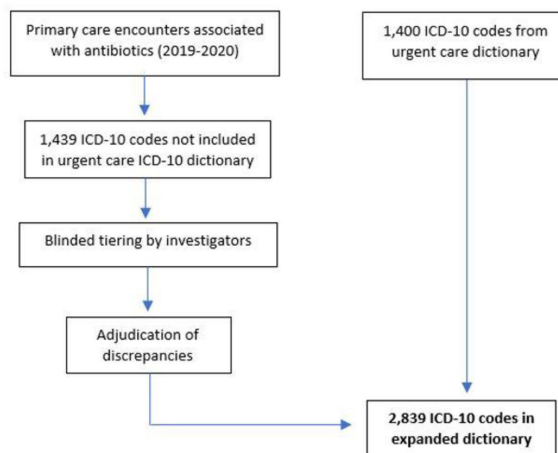 Primary care encounters associated
with antibiotics (2019-2020)
1,400 ICD-10 codes from
urgent care dictionary
1,439 ICD-10 codes not included
in urgent care ICD-10 dictionary
Blinded tiering by investigators
Adjudication of
discrepancies
2,839 ICD-10 codes in
expanded dictionary